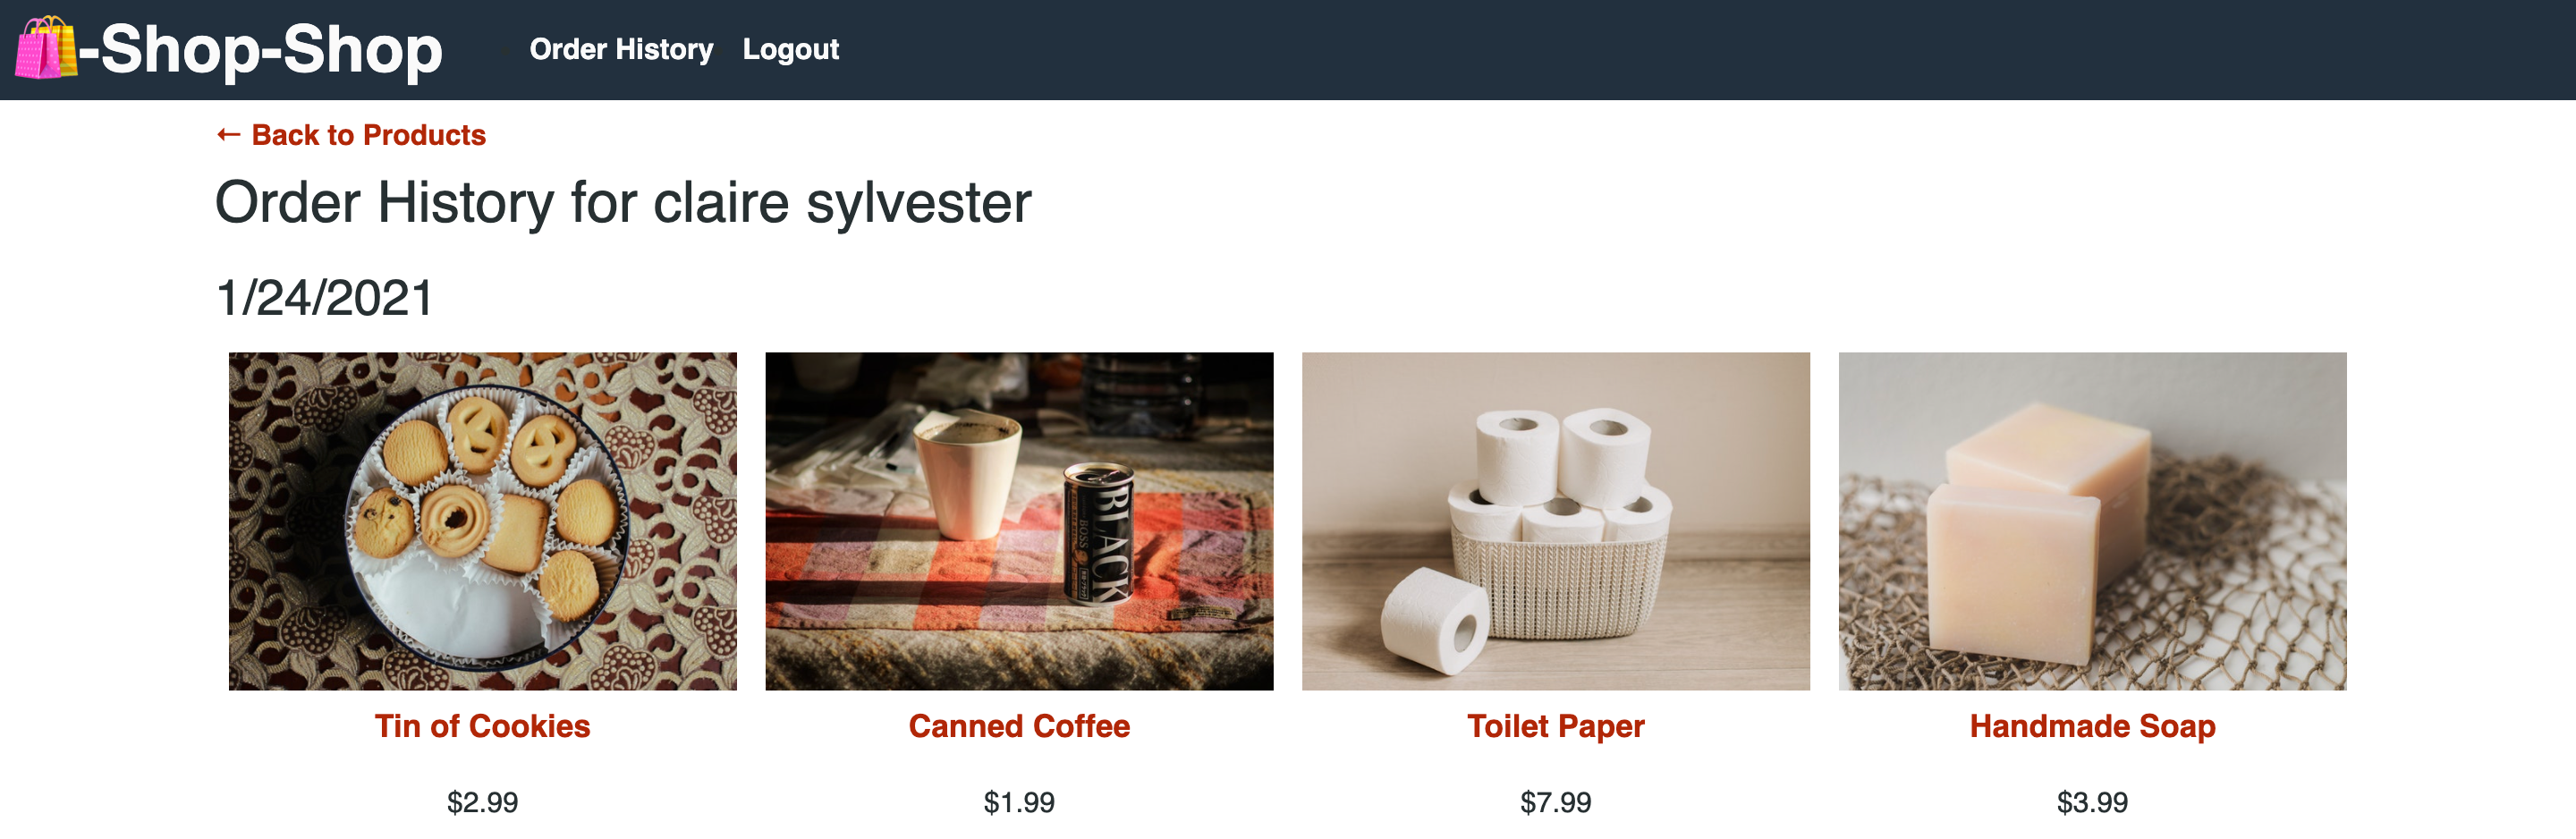 -Shop-Shop
Order History Logout
← Back to Products
Order History for claire sylvester
1/24/2021
BLACK
BOSS
Tin of Cookies Canned Coffee Toilet Paper Handmade Soap
$2.99 $1.99 $7.99 $3.99